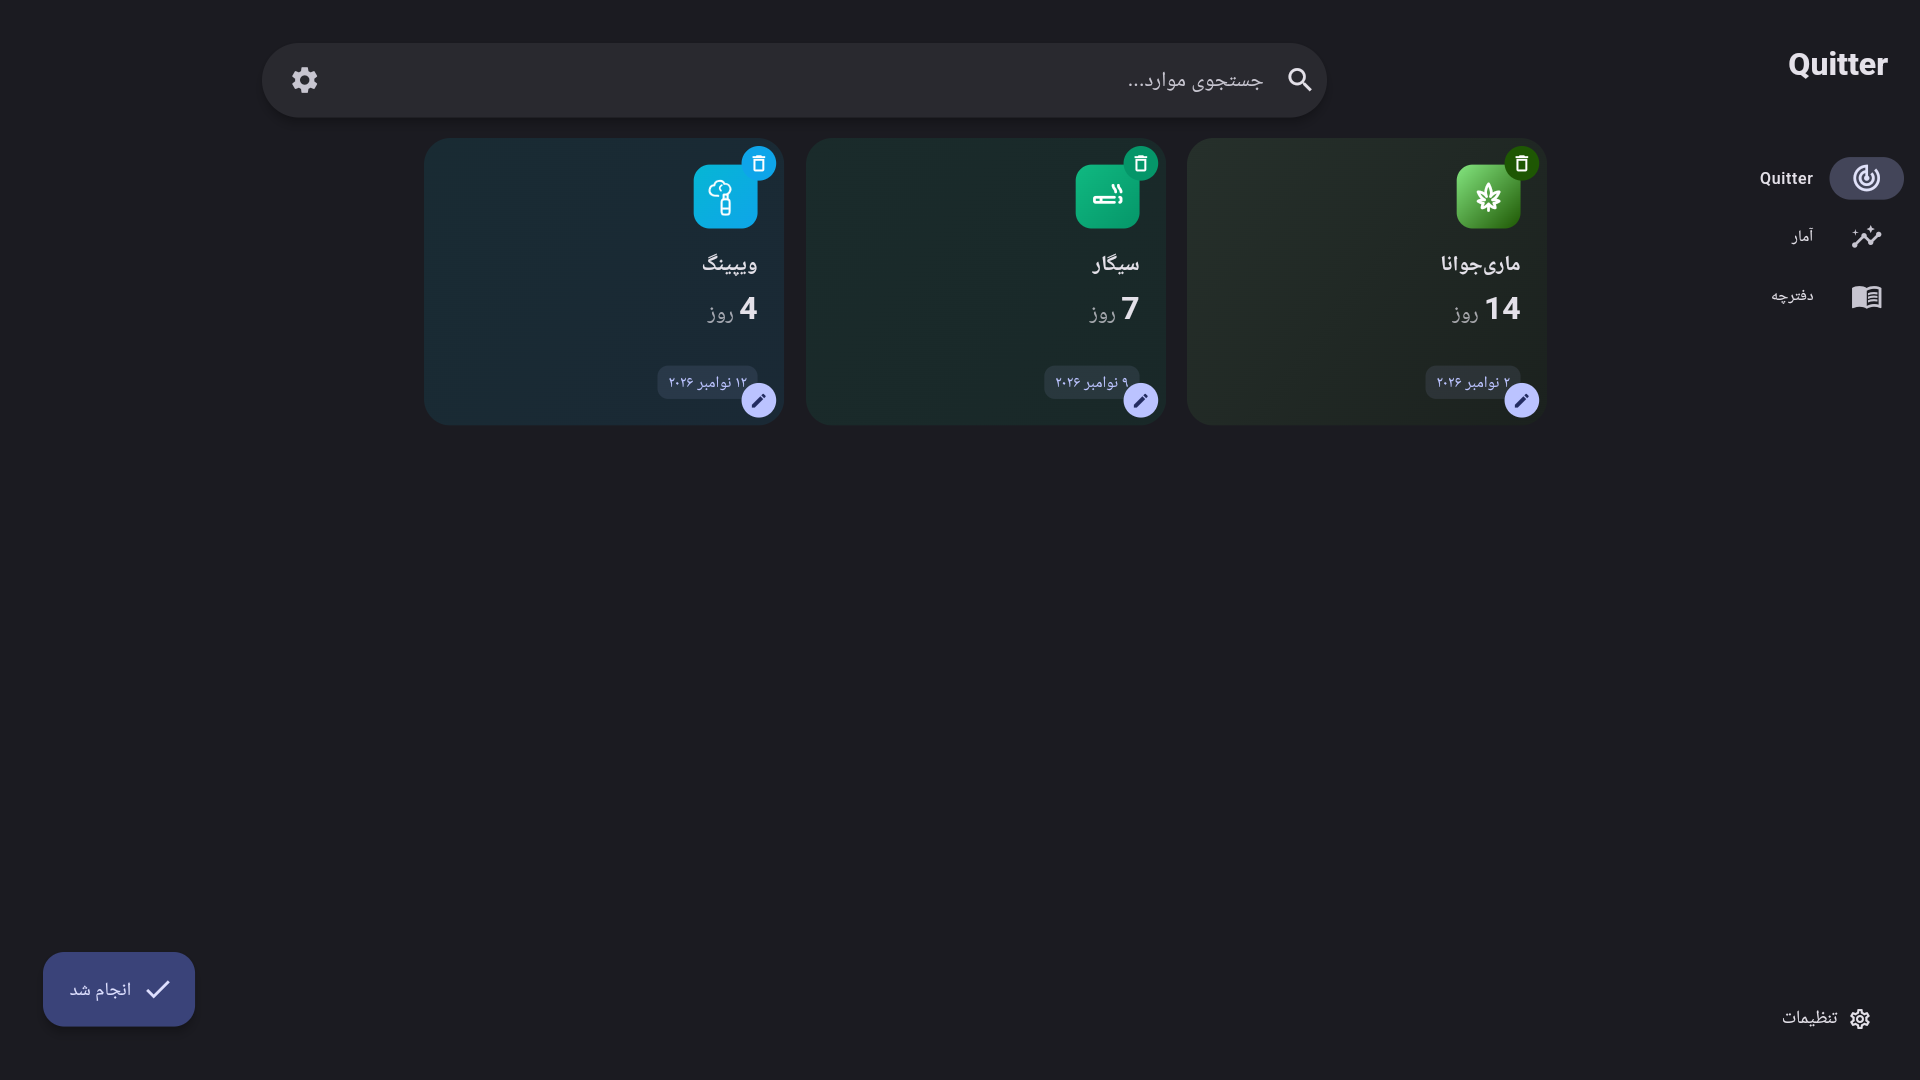 Quitter
جستجوی موارد...
Quitter
آمار
دفترچه
ماری‌جوانا
14 روز
۲ نوامبر ۲۰۲۶
سیگار
7 روز
۹ نوامبر ۲۰۲۶
ویپینگ
4 روز
۱۲ نوامبر ۲۰۲۶
تنظیمات
انجام شد